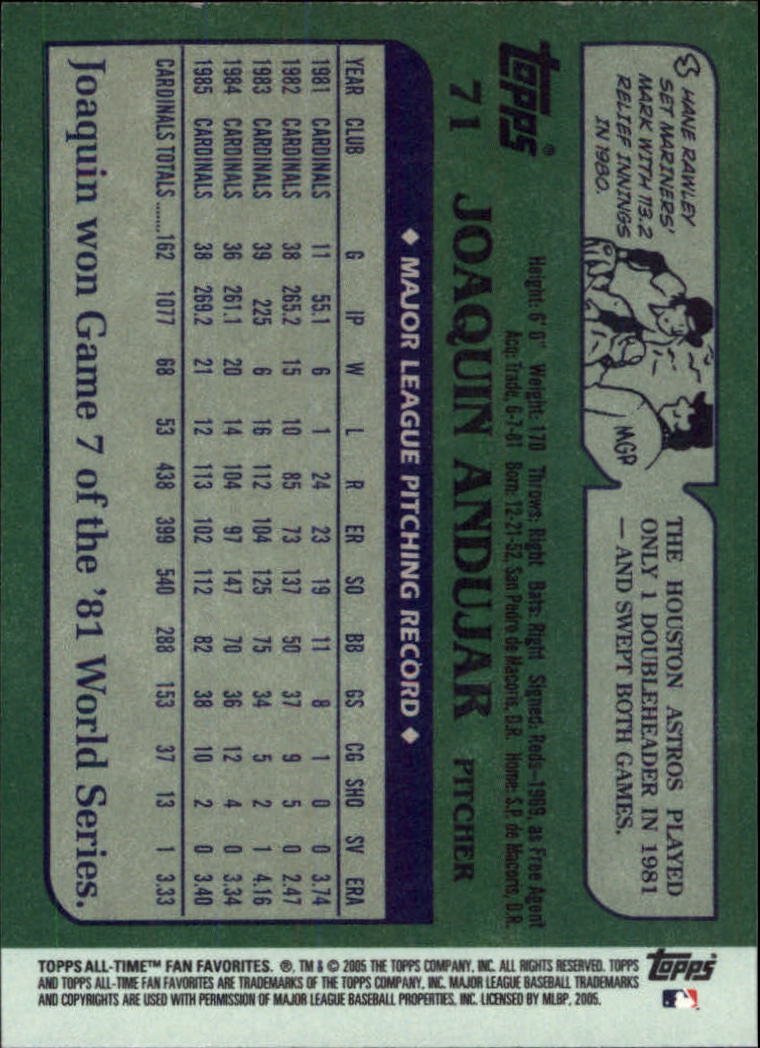 THE HOUSTON ASTROS PLAYED
ONLY 1 DOUBLEHEADER IN 1981
— AND SWEPT BOTH GAMES.
SHANE RAWLEY
SET MARINERS'
MARK WITH 113.2
RELIEF INNINGS
IN 1980.
MGR
topps®
71 JOAQUIN ANDUJAR PITCHER
Height: 6' 0" Weight: 170 Throws: Right Bats: Right Signed: Reds–1969, as Free Agent
Acq: Trade, 6-7-81 Born: 12-21-52, San Pedro de Macoris, D.R. Home: S.P. de Macoris, D.R.
◆ MAJOR LEAGUE PITCHING RECORD ◆
YEAR CLUB G IP W L R ER SO BB GS CG SHO SV ERA
1981 CARDINALS 11 55.1 6 1 24 23 19 11 8 1 0 0 3.74
1982 CARDINALS 38 265.2 15 10 85 73 137 50 37 9 5 0 2.47
1983 CARDINALS 39 225 6 16 112 104 125 75 34 5 2 1 4.16
1984 CARDINALS 36 261.1 20 14 104 97 147 70 36 12 4 0 3.34
1985 CARDINALS 38 269.2 21 12 113 102 112 82 38 10 2 0 3.40
CARDINALS TOTALS ........162 1077 68 53 438 399 540 288 153 37 13 1 3.33
Joaquin won Game 7 of the '81 World Series.
TOPPS ALL-TIME™ FAN FAVORITES. ®, TM & © 2005 THE TOPPS COMPANY, INC. ALL RIGHTS RESERVED. TOPPS
AND TOPPS ALL-TIME FAN FAVORITES ARE TRADEMARKS OF THE TOPPS COMPANY, INC. MAJOR LEAGUE BASEBALL TRADEMARKS
AND COPYRIGHTS ARE USED WITH PERMISSION OF MAJOR LEAGUE BASEBALL PROPERTIES, INC. LICENSED BY MLBP, 2005.
topps